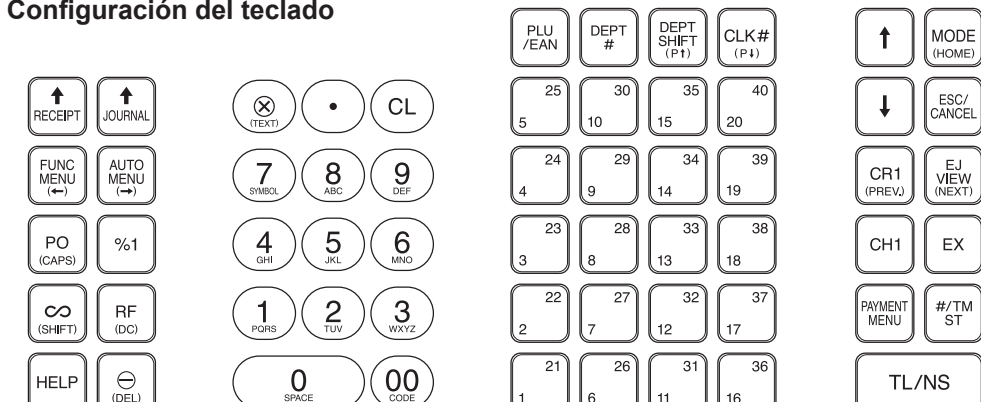 Configuración del teclado
RECEIPT
JOURNAL
FUNC
MENU
(←)
AUTO
MENU
(→)
PO
(CAPS)
%1
(SHIFT)
RF
(DC)
HELP
(DEL)
(TEXT)
•
CL
7
SYMBOL
8
ABC
9
DEF
4
GHI
5
JKL
6
MNO
1
PQRS
2
TUV
3
WXYZ
0
SPACE
00
CODE
PLU
/EAN
DEPT
#
DEPT
SHIFT
(P↑)
CLK#
(P↓)
25
5
30
10
35
15
40
20
24
4
29
9
34
14
39
19
23
3
28
8
33
13
38
18
22
2
27
7
32
12
37
17
21
1
26
6
31
11
36
16
↑
MODE
(HOME)
↓
ESC/
CANCEL
CR1
(PREV.)
EJ
VIEW
(NEXT)
CH1
EX
PAYMENT
MENU
#/TM
ST
TL/NS